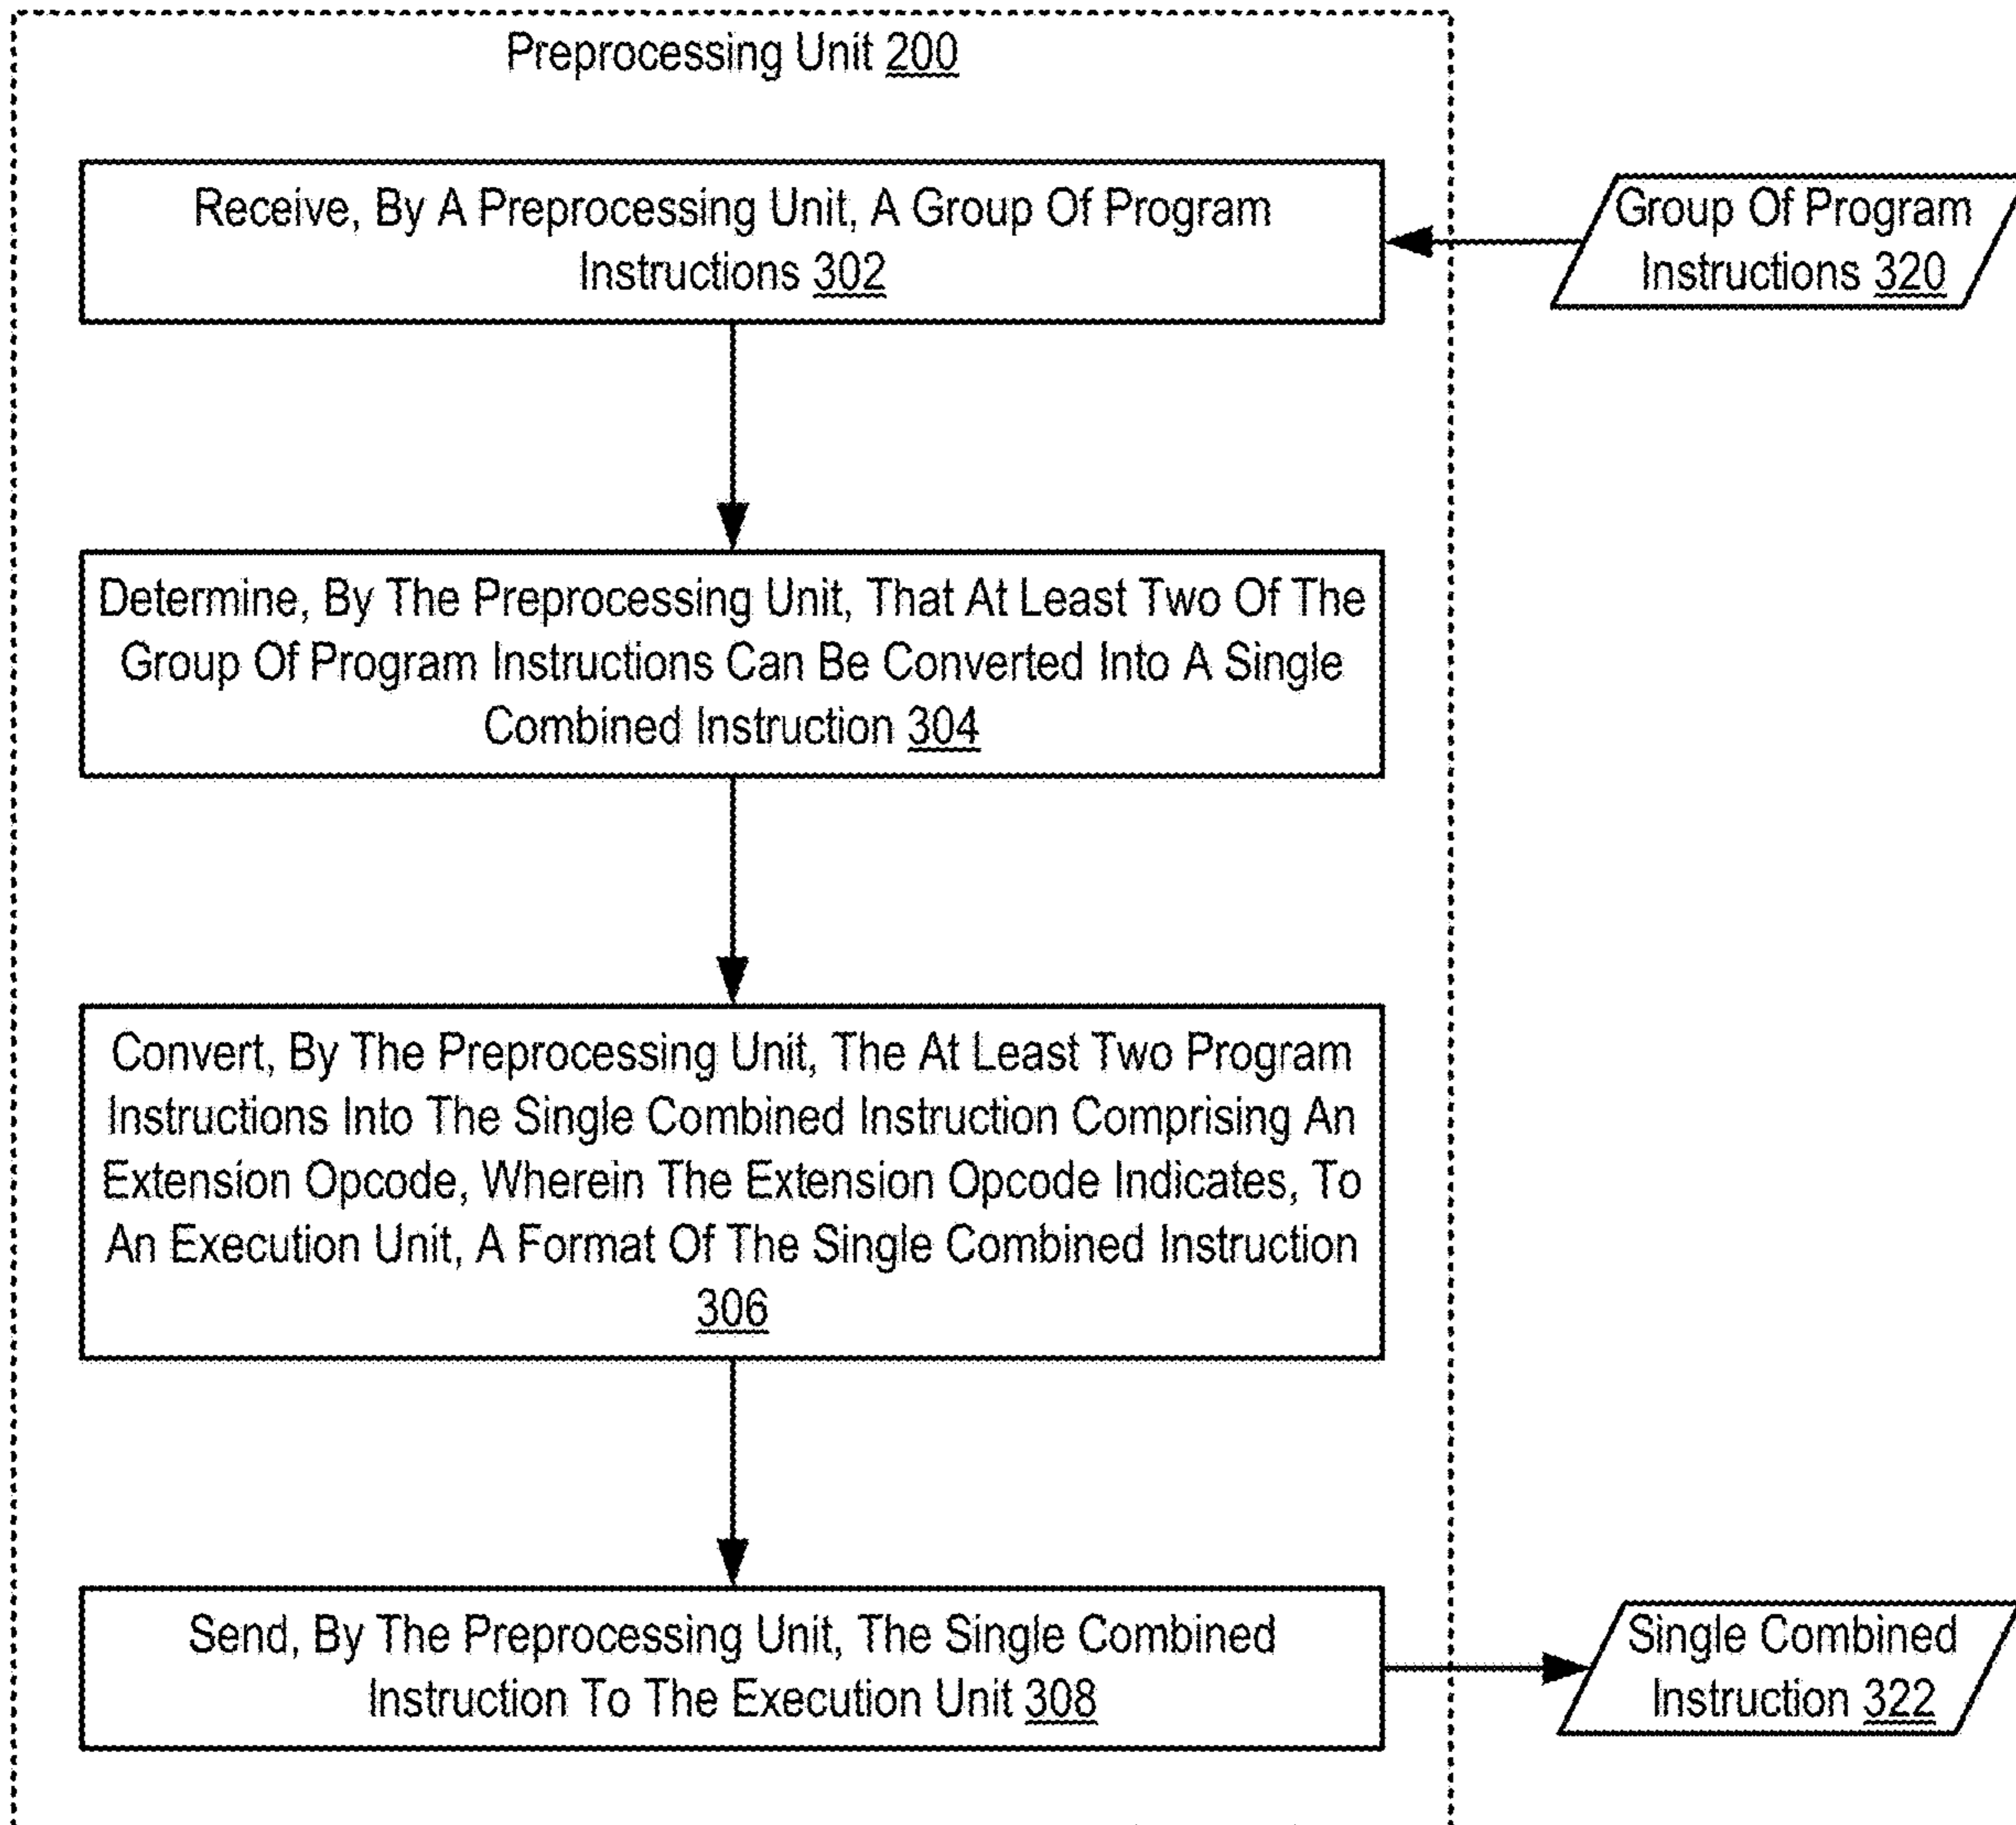 Preprocessing Unit 200
Receive, By A Preprocessing Unit, A Group Of Program
Instructions 302
Group Of Program
Instructions 320
Determine, By The Preprocessing Unit, That At Least Two Of The
Group Of Program Instructions Can Be Converted Into A Single
Combined Instruction 304
Convert, By The Preprocessing Unit, The At Least Two Program
Instructions Into The Single Combined Instruction Comprising An
Extension Opcode, Wherein The Extension Opcode Indicates, To
An Execution Unit, A Format Of The Single Combined Instruction
306
Send, By The Preprocessing Unit, The Single Combined
Instruction To The Execution Unit 308
Single Combined
Instruction 322